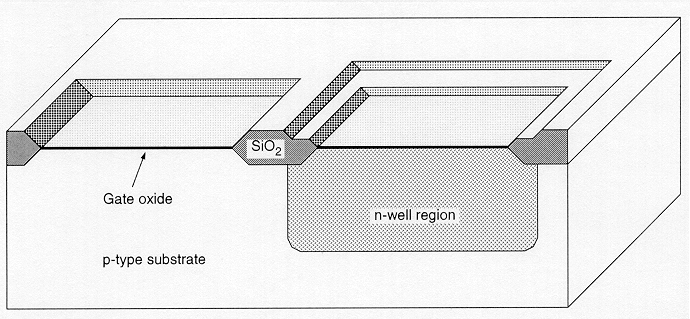 SiO2
Gate oxide
n-well region
p-type substrate